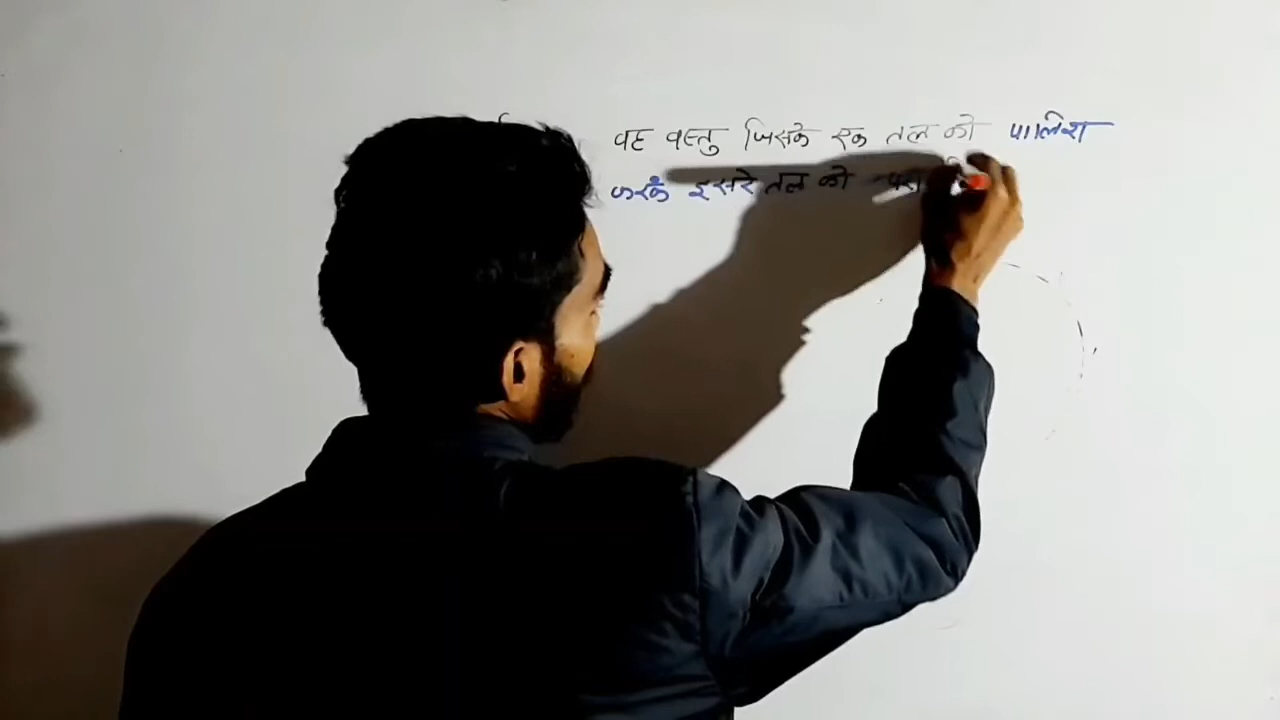 वह वस्तु जिसके एक तल को पालिश
करके दुसरे तल को